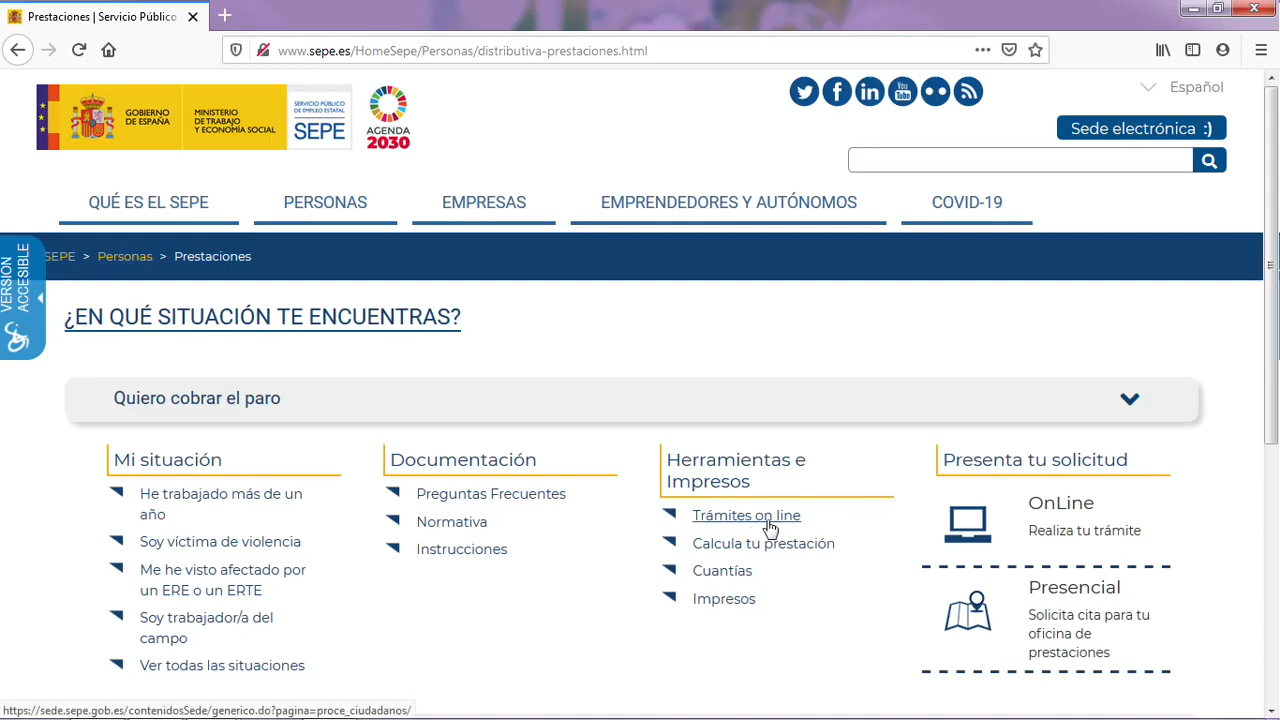 Prestaciones | Servicio Público
www.sepe.es/HomeSepe/Personas/distributiva-prestaciones.html
GOBIERNO
DE ESPAÑA
MINISTERIO
DE TRABAJO
Y ECONOMÍA SOCIAL
SERVICIO PÚBLICO
DE EMPLEO ESTATAL
SEPE
AGENDA
2030
You
Tube
Español
Sede electrónica :)
QUÉ ES EL SEPE
PERSONAS
EMPRESAS
EMPRENDEDORES Y AUTÓNOMOS
COVID-19
VERSIÓN
ACCESIBLE
SEPE > Personas > Prestaciones
¿EN QUÉ SITUACIÓN TE ENCUENTRAS?
Quiero cobrar el paro
Mi situación
He trabajado más de un
año
Soy víctima de violencia
Me he visto afectado por
un ERE o un ERTE
Soy trabajador/a del
campo
Ver todas las situaciones
Documentación
Preguntas Frecuentes
Normativa
Instrucciones
Herramientas e
Impresos
Trámites on line
Calcula tu prestación
Cuantías
Impresos
Presenta tu solicitud
OnLine
Realiza tu trámite
Presencial
Solicita cita para tu
oficina de
prestaciones
https://sede.sepe.gob.es/contenidosSede/generico.do?pagina=proce_ciudadanos/